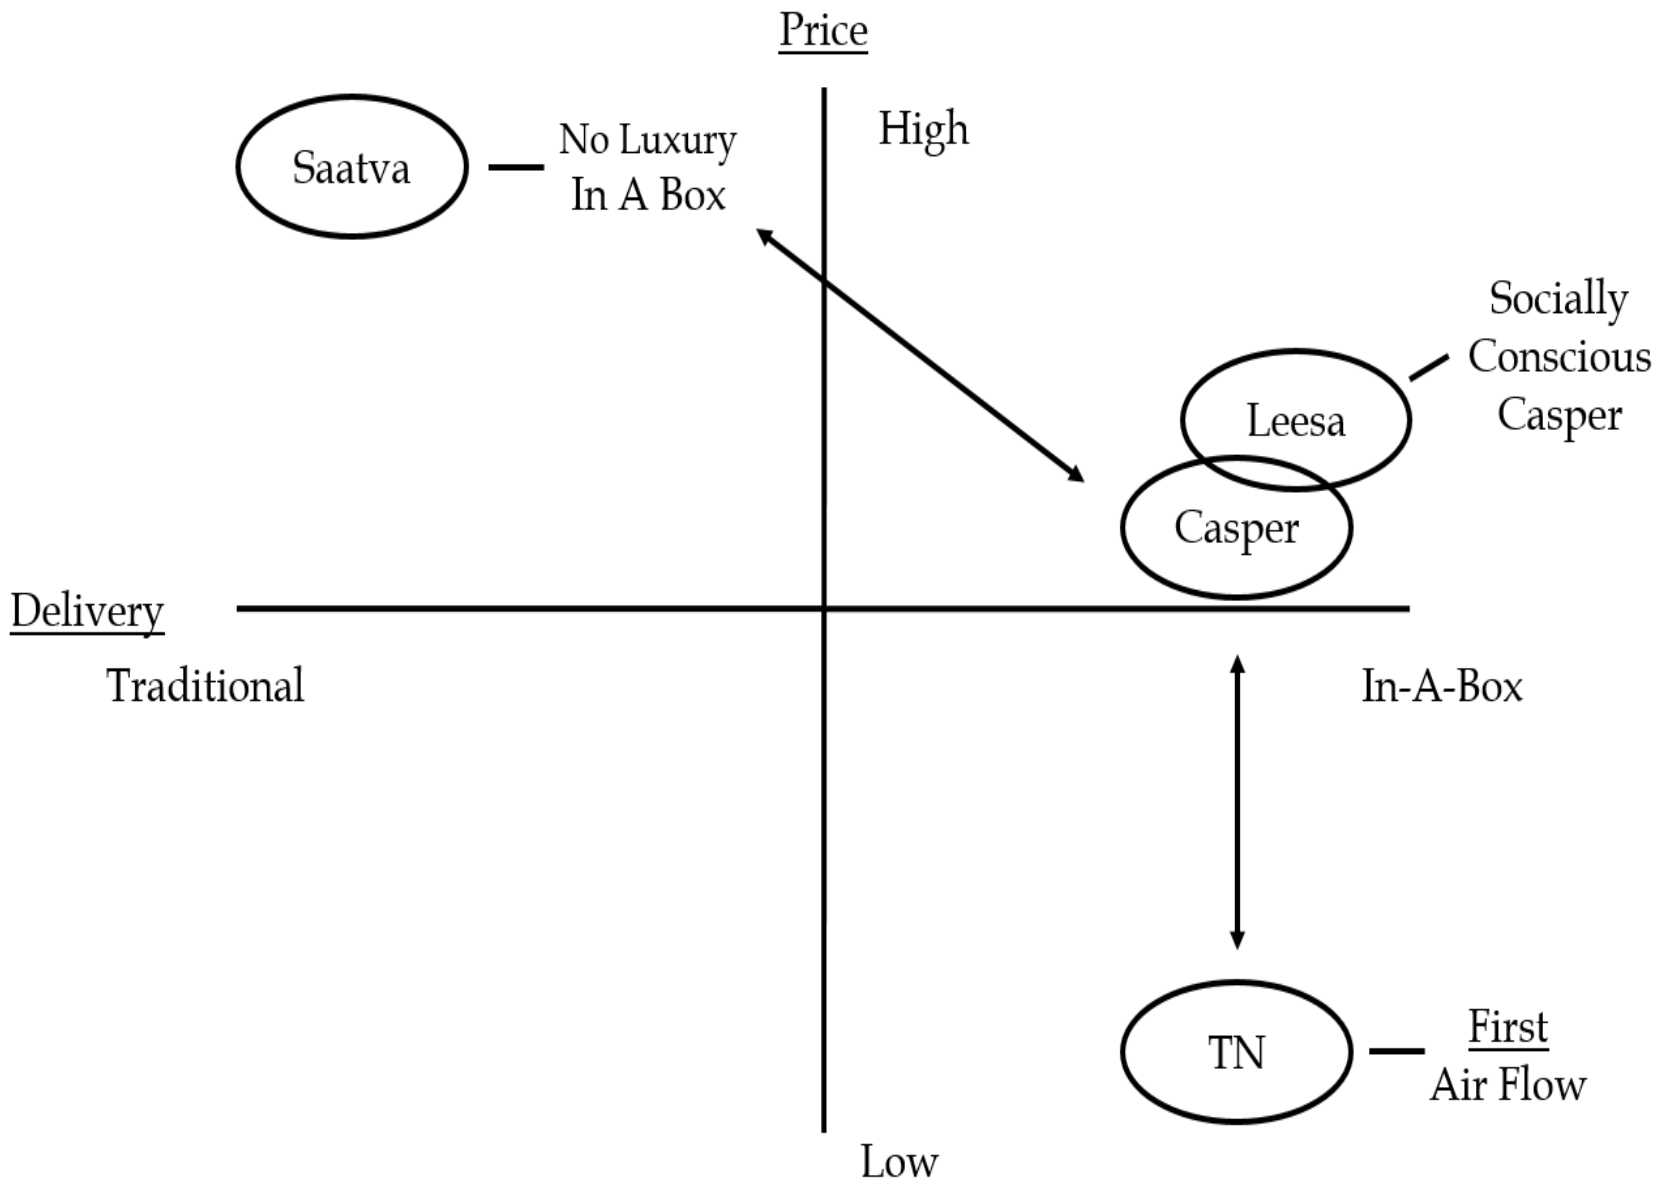 Price
High
Saatva
No Luxury
In A Box
Socially
Conscious
Casper
Leesa
Casper
Delivery
Traditional
In-A-Box
TN
First
Air Flow
Low